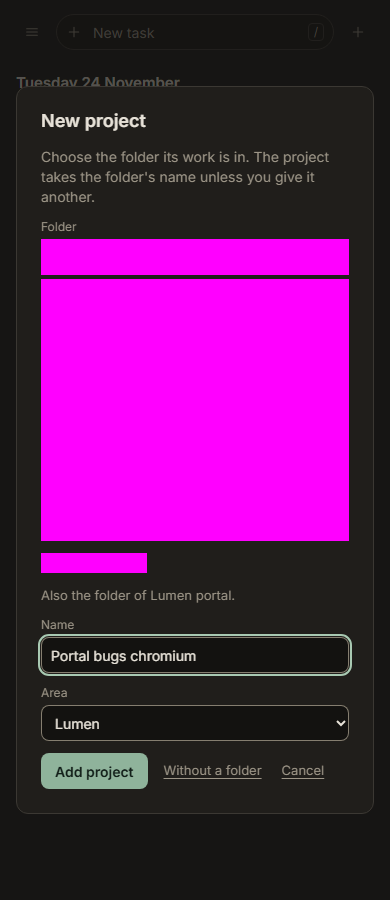 New task /
Tuesday 24 November
New project
Choose the folder its work is in. The project
takes the folder's name unless you give it
another.
Folder
Also the folder of Lumen portal.
Name
Portal bugs chromium
Area
Lumen
Add project Without a folder Cancel